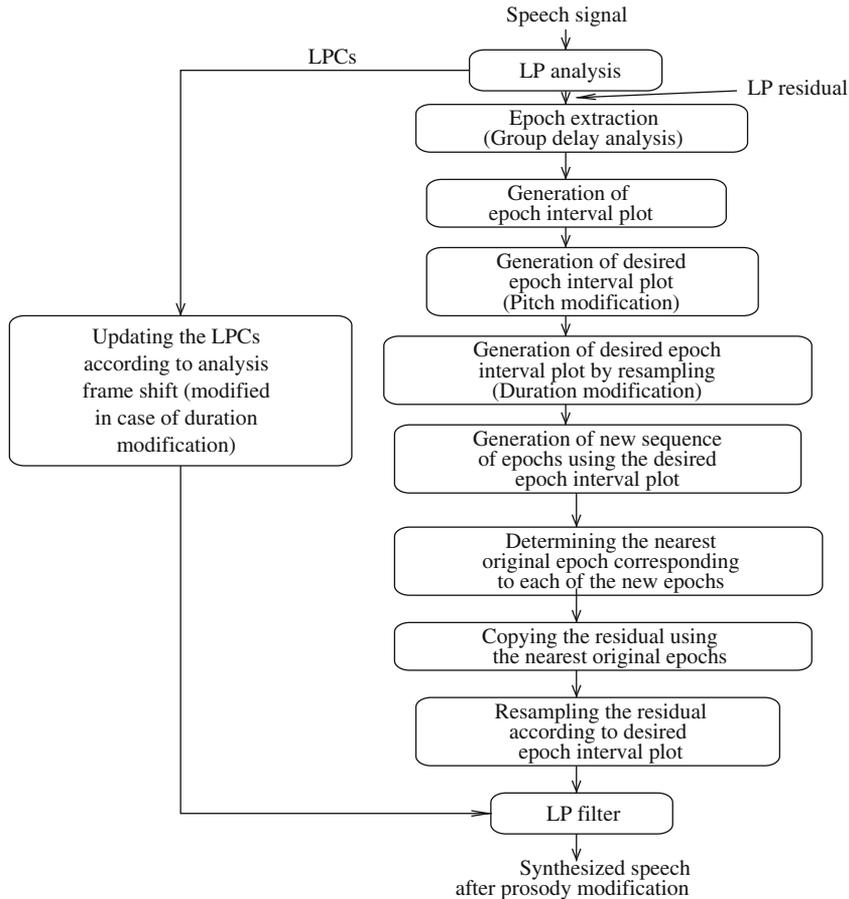 Speech signal
LPCs
LP analysis
LP residual
Epoch extraction
(Group delay analysis)
Generation of
epoch interval plot
Generation of desired
epoch interval plot
(Pitch modification)
Updating the LPCs
according to analysis
frame shift (modified
in case of duration
modification)
Generation of desired epoch
interval plot by resampling
(Duration modification)
Generation of new sequence
of epochs using the desired
epoch interval plot
Determining the nearest
original epoch corresponding
to each of the new epochs
Copying the residual using
the nearest original epochs
Resampling the residual
according to desired
epoch interval plot
LP filter
Synthesized speech
after prosody modification